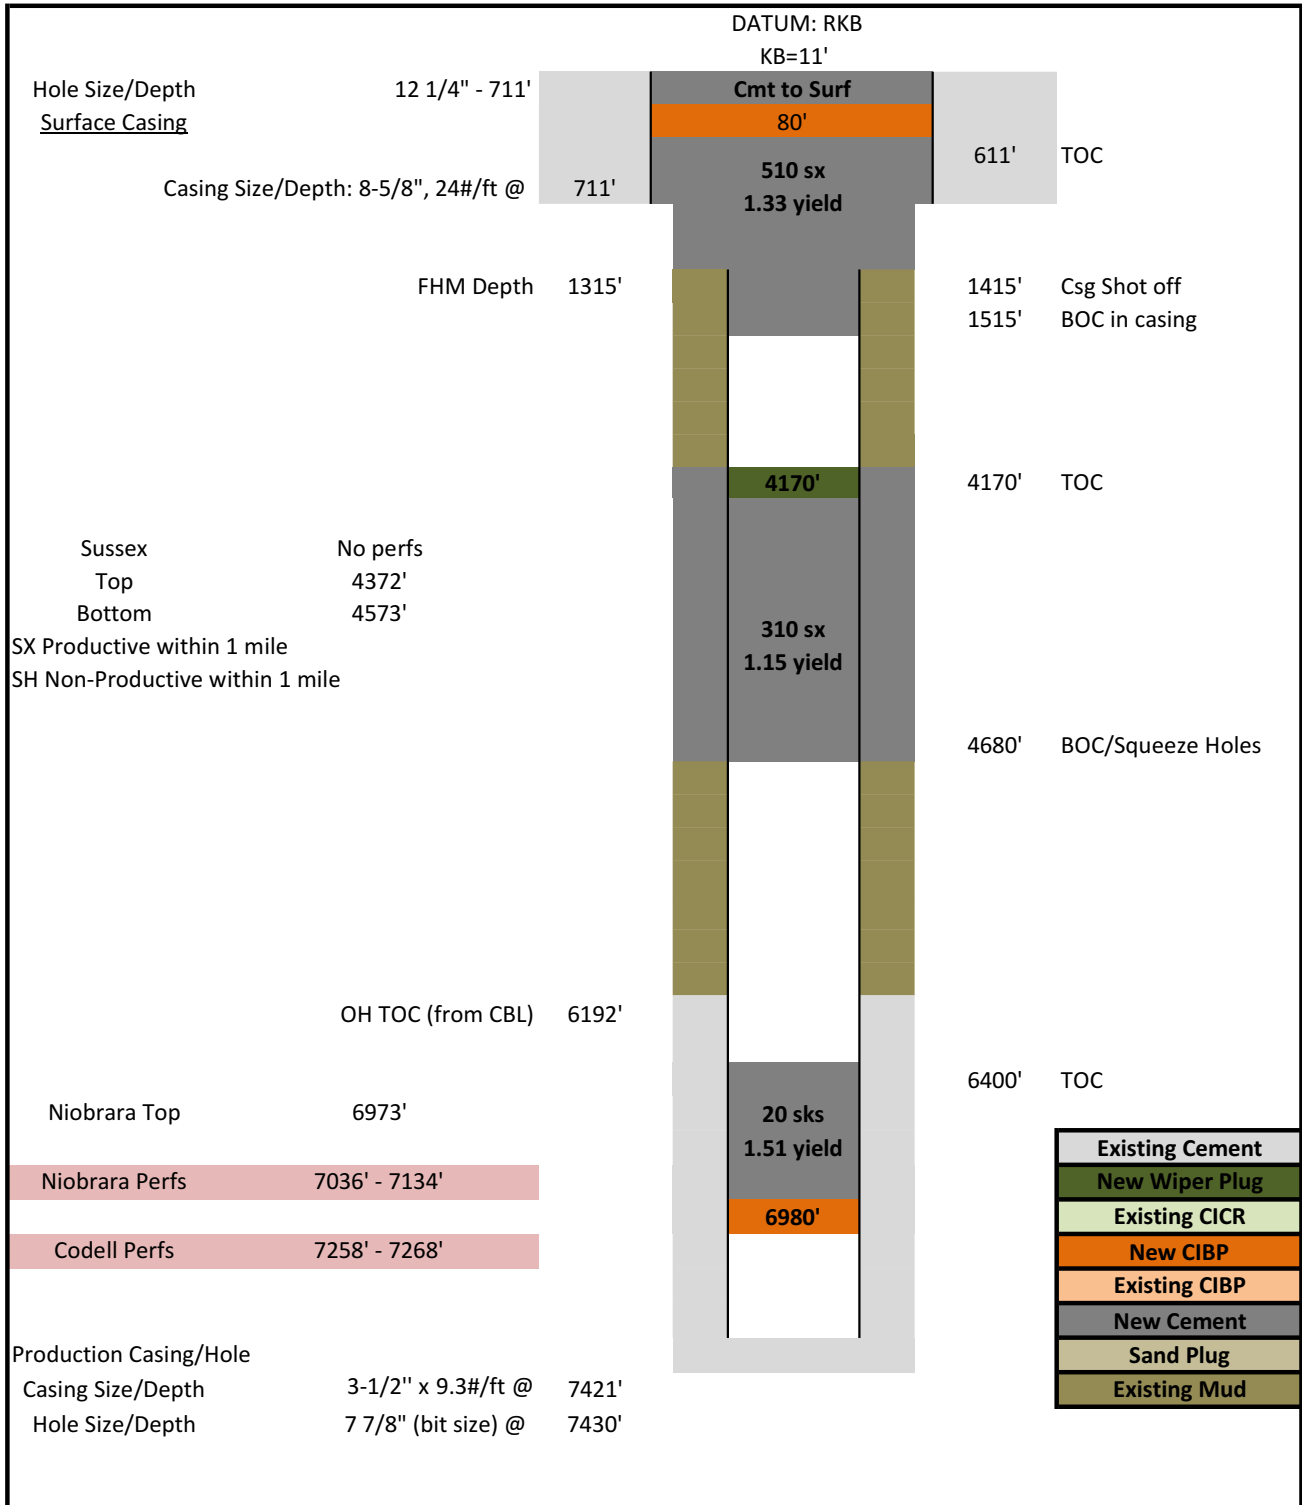 DATUM: RKB
KB=11'
Hole Size/Depth 12 1/4" - 711' Cmt to Surf
Surface Casing 80'
611' TOC
510 sx
Casing Size/Depth: 8-5/8", 24#/ft @ 711'
1.33 yield
FHM Depth 1315' 1415' Csg Shot off
1515' BOC in casing
4170' 4170' TOC
Sussex No perfs
Top 4372'
Bottom 4573'
310 sx
SX Productive within 1 mile
1.15 yield
SH Non-Productive within 1 mile
4680' BOC/Squeeze Holes
OH TOC (from CBL) 6192'
6400' TOC
Niobrara Top 6973' 20 sks
1.51 yield Existing Cement
Niobrara Perfs 7036' - 7134' New Wiper Plug
6980' Existing CICR
Codell Perfs 7258' - 7268' New CIBP
Existing CIBP
New Cement
Production Casing/Hole Sand Plug
Casing Size/Depth 3-1/2'' x 9.3#/ft @ 7421' Existing Mud
Hole Size/Depth 7 7/8" (bit size) @ 7430'